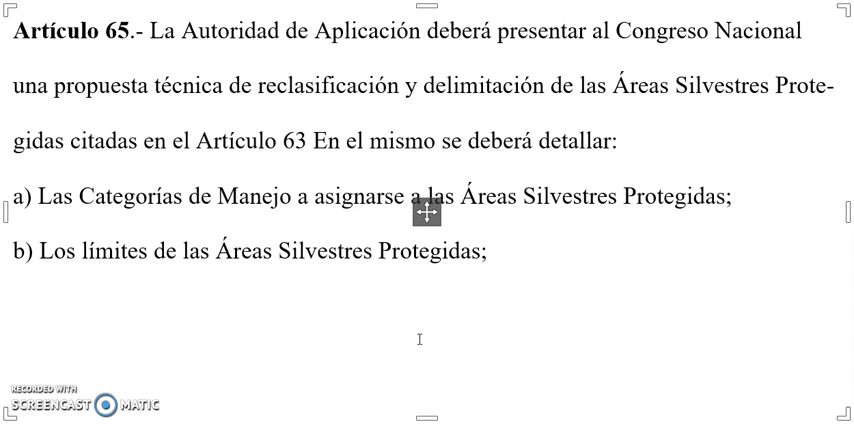 Artículo 65.- La Autoridad de Aplicación deberá presentar al Congreso Nacional
una propuesta técnica de reclasificación y delimitación de las Áreas Silvestres Prote-
gidas citadas en el Artículo 63 En el mismo se deberá detallar:
a) Las Categorías de Manejo a asignarse a las Áreas Silvestres Protegidas;
b) Los límites de las Áreas Silvestres Protegidas;
RECORDED WITH
SCREENCAST MATIC